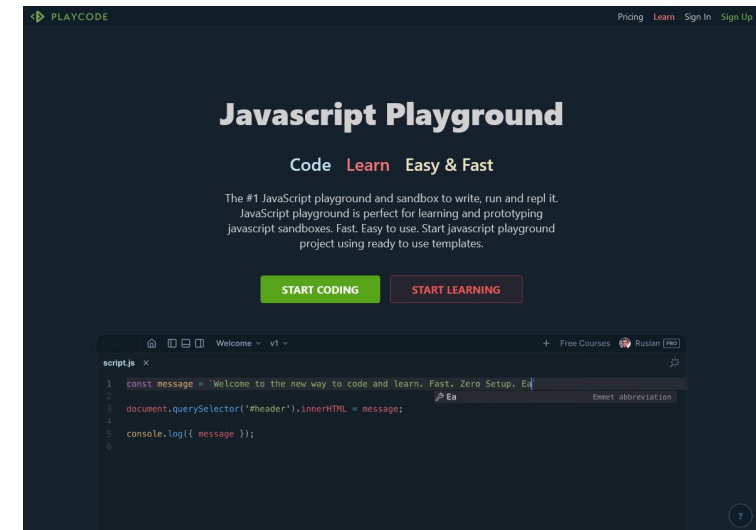 PLAYCODE
Pricing Learn Sign In Sign Up
Javascript Playground
Code Learn Easy & Fast
The #1 JavaScript playground and sandbox to write, run and repl it.
JavaScript playground is perfect for learning and prototyping
javascript sandboxes. Fast. Easy to use. Start javascript playground
project using ready to use templates.
START CODING START LEARNING
Welcome v1 + Free Courses Ruslan PRO
script.js ×
1 const message = `Welcome to the new way to code and learn. Fast. Zero Setup. Ea`
2 Ea Emmet abbreviation
3 document.querySelector('#header').innerHTML = message;
4
5 console.log({ message });
6
?